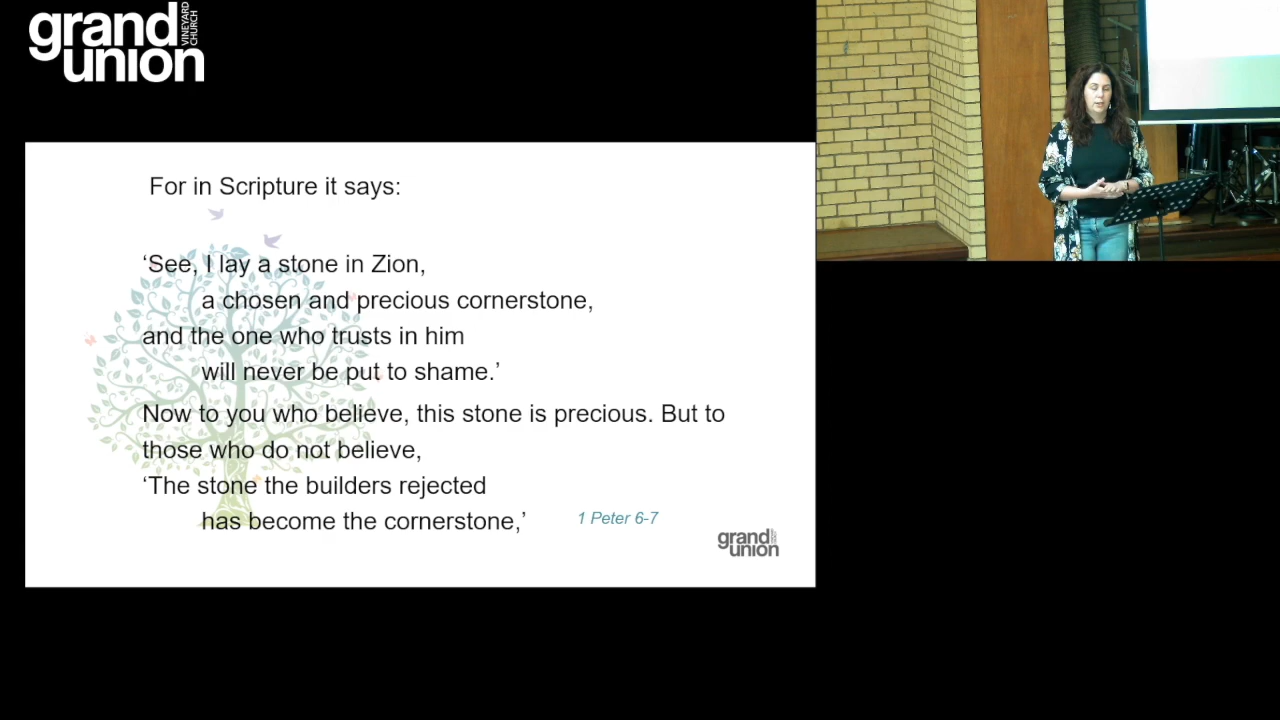 grand
union
VINEYARD
CHURCH
For in Scripture it says:
‘See, I lay a stone in Zion,
a chosen and precious cornerstone,
and the one who trusts in him
will never be put to shame.’
Now to you who believe, this stone is precious. But to
those who do not believe,
‘The stone the builders rejected
has become the cornerstone,’
1 Peter 6-7
grand
union